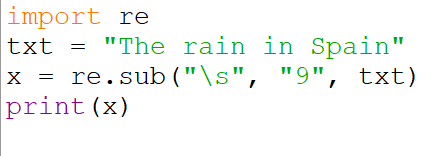 import re
txt = "The rain in Spain"
x = re.sub("\s", "9", txt)
print(x)